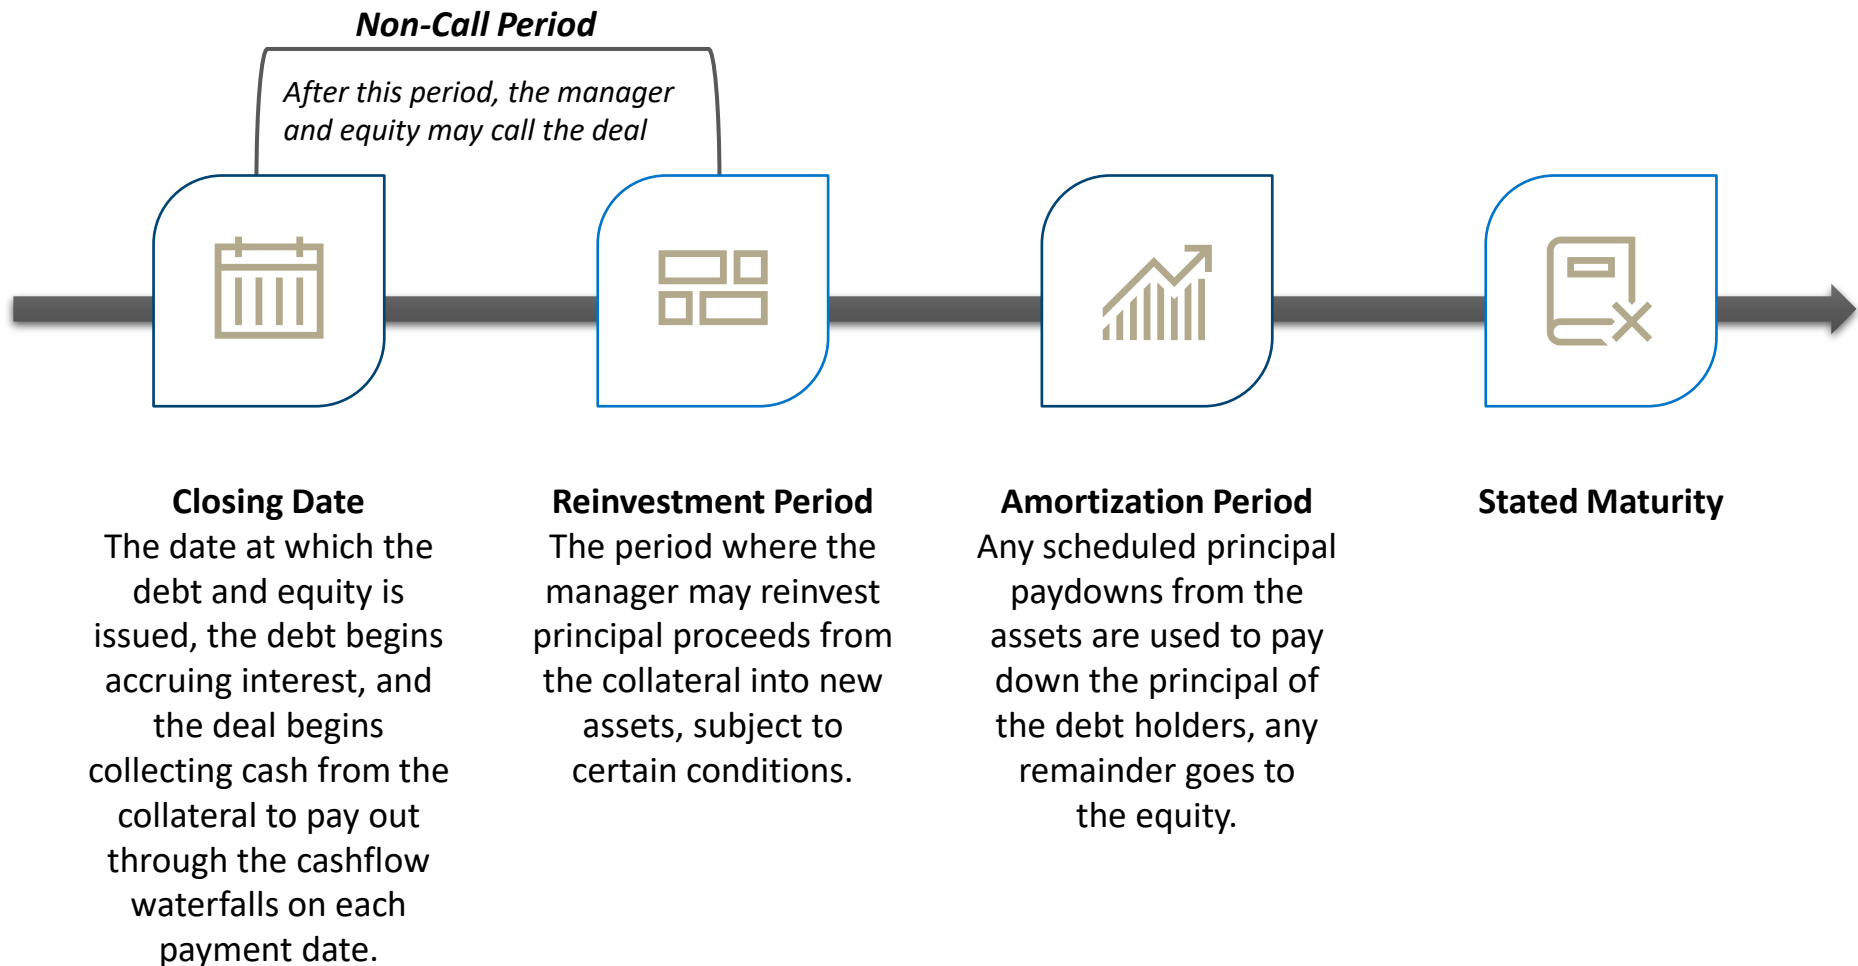 Non-Call Period
After this period, the manager
and equity may call the deal
Closing Date
The date at which the
debt and equity is
issued, the debt begins
accruing interest, and
the deal begins
collecting cash from the
collateral to pay out
through the cashflow
waterfalls on each
payment date.
Reinvestment Period
The period where the
manager may reinvest
principal proceeds from
the collateral into new
assets, subject to
certain conditions.
Amortization Period
Any scheduled principal
paydowns from the
assets are used to pay
down the principal of
the debt holders, any
remainder goes to
the equity.
Stated Maturity